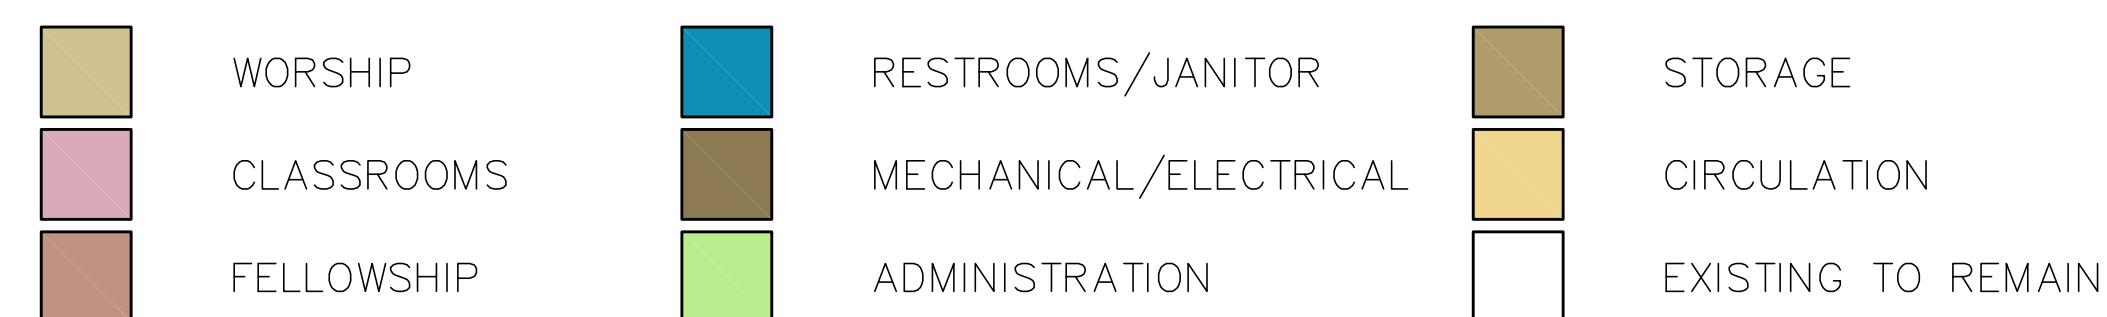 WORSHIP
CLASSROOMS
FELLOWSHIP
RESTROOMS/JANITOR
MECHANICAL/ELECTRICAL
ADMINISTRATION
STORAGE
CIRCULATION
EXISTING TO REMAIN